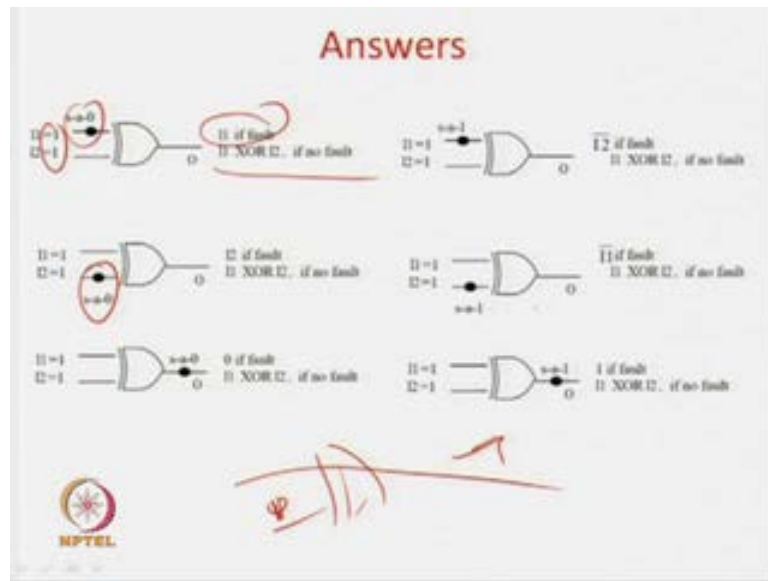 Answers
s-a-0
I1=1
I2=1
O
I1 if fault
I1 XOR I2, if no fault
s-a-1
I1=1
I2=1
O
I2 if fault
I1 XOR I2, if no fault
I1=1
I2=1
s-a-0
O
I2 if fault
I1 XOR I2, if no fault
I1=1
I2=1
s-a-1
O
I1 if fault
I1 XOR I2, if no fault
I1=1
I2=1
s-a-0
O
0 if fault
I1 XOR I2, if no fault
I1=1
I2=1
s-a-1
O
1 if fault
I1 XOR I2, if no fault
NPTEL